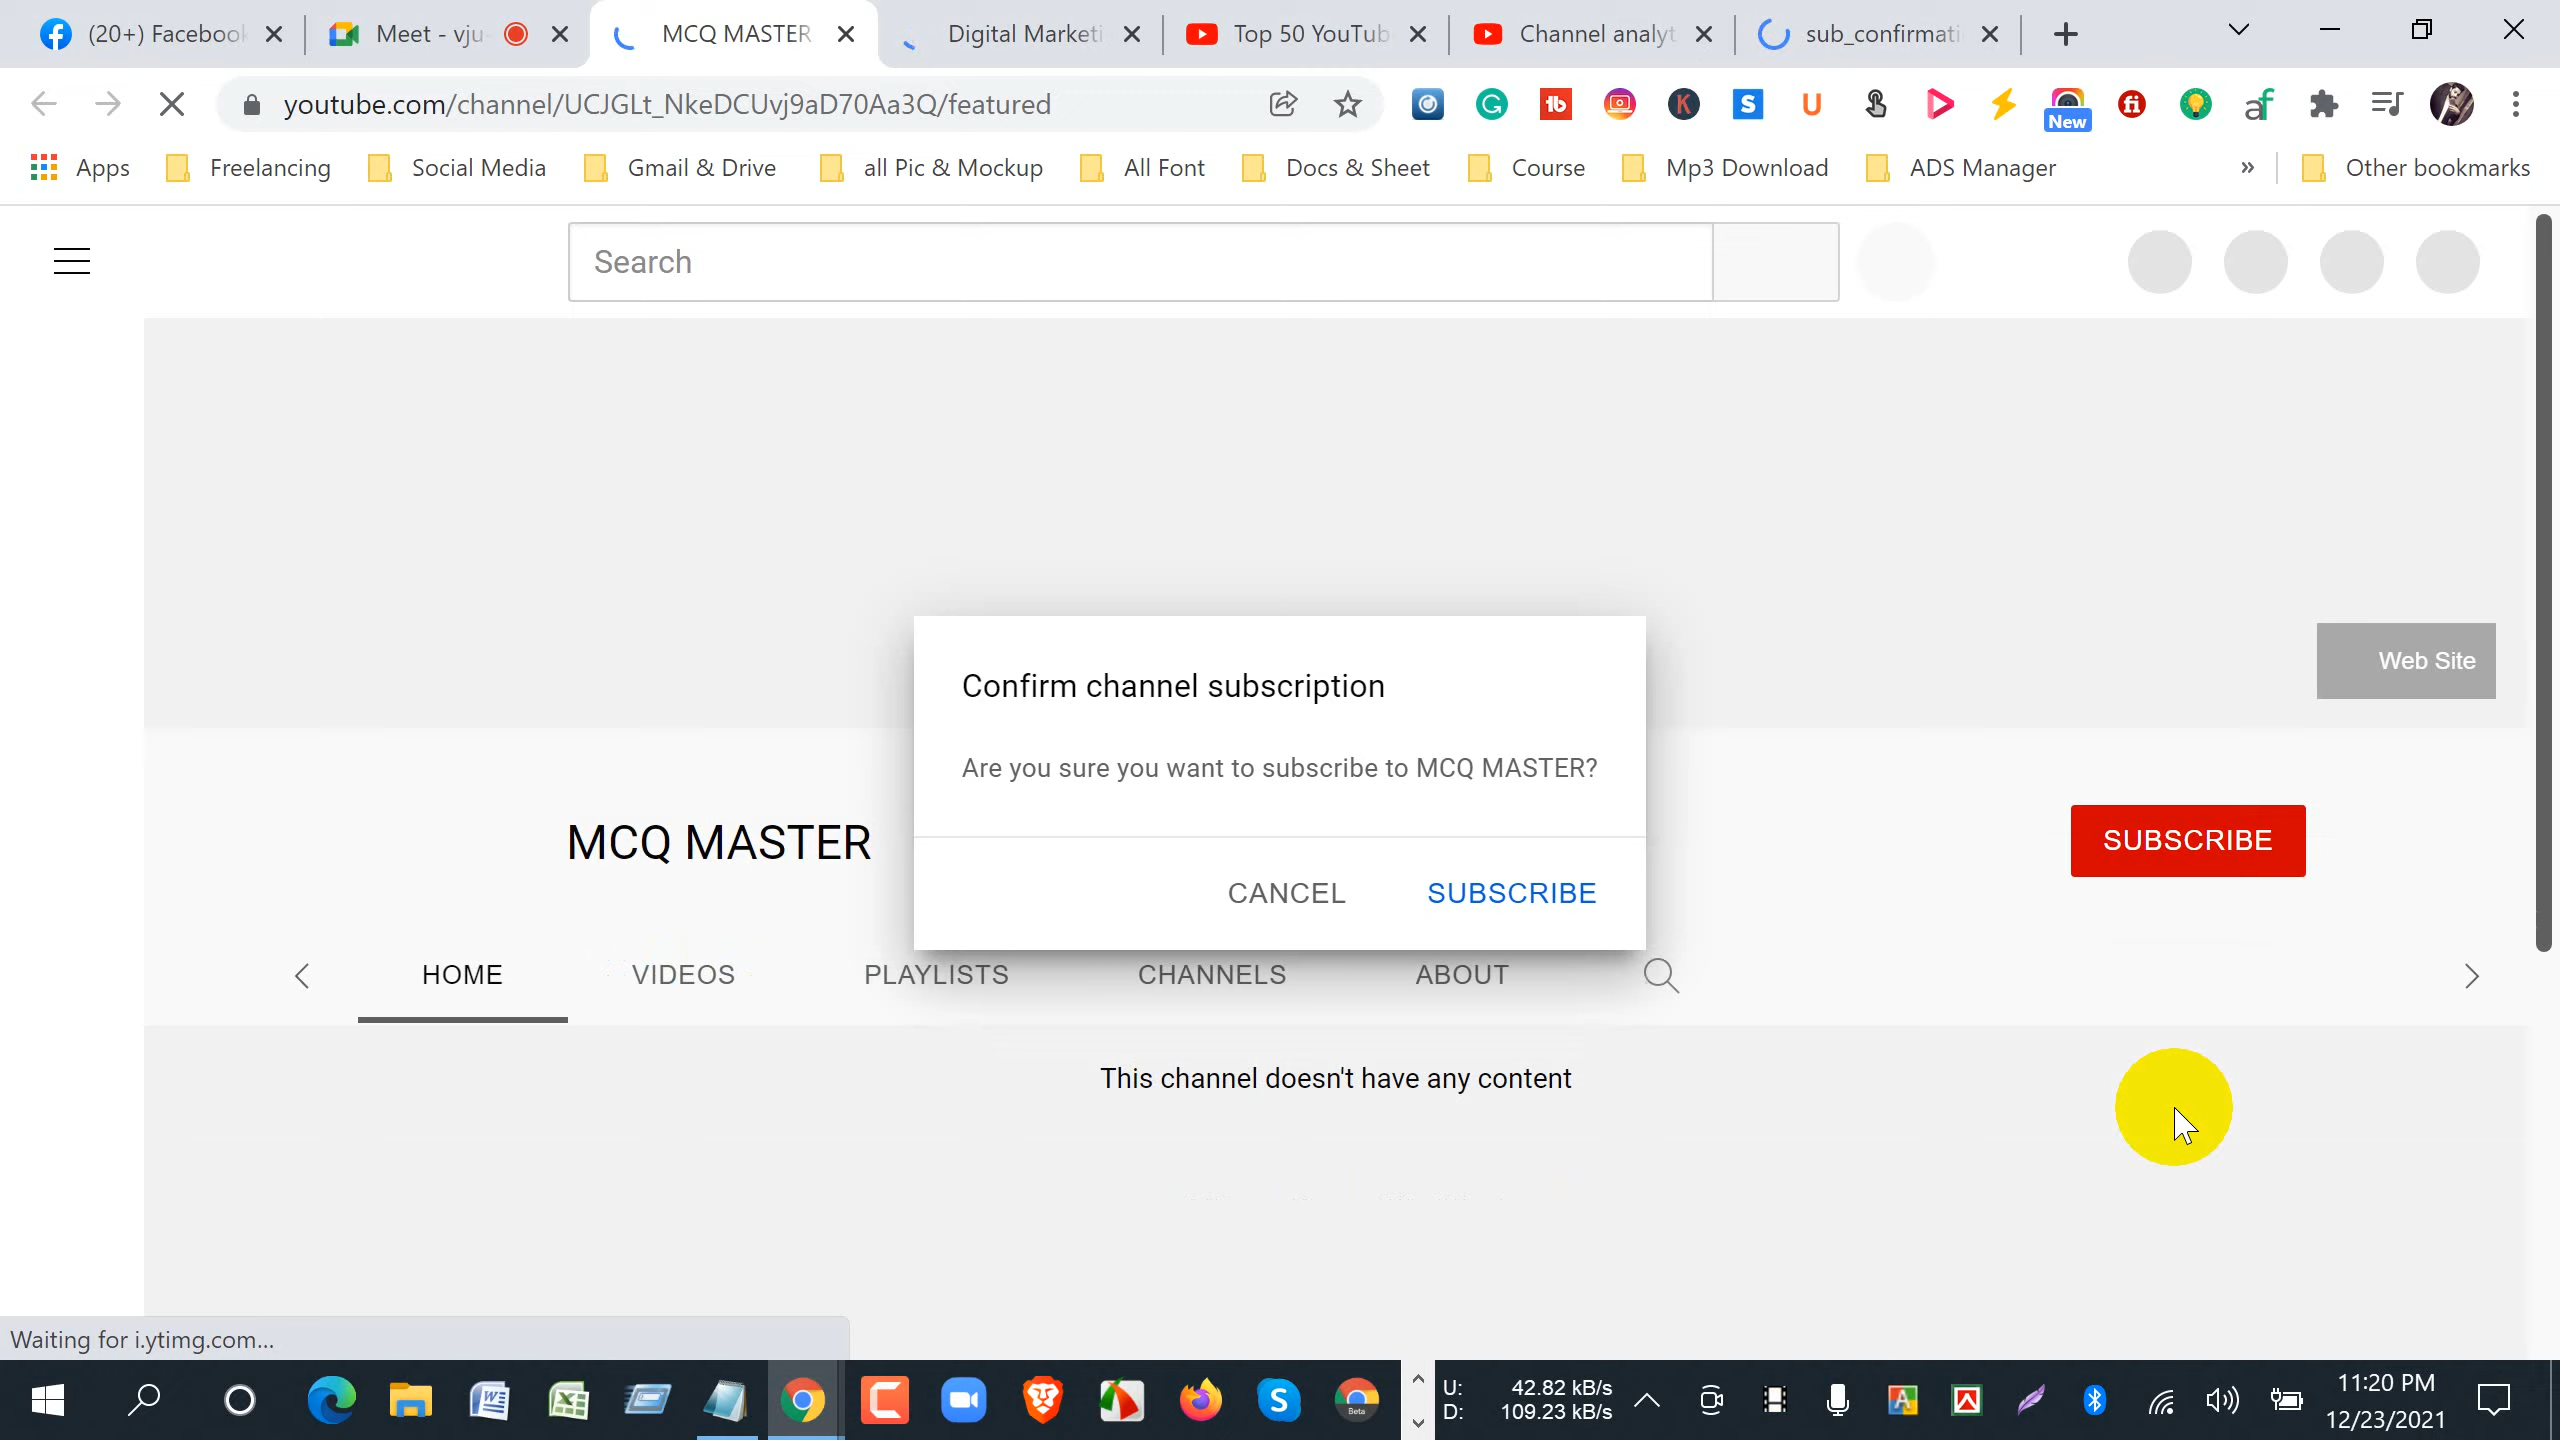 (20+) Facebook
Meet - vju-
MCQ MASTER
Digital Marketi
Top 50 YouTub
Channel analyt
sub_confirmati
youtube.com/channel/UCJGLt_NkeDCUvj9aD70Aa3Q/featured
New
Apps
Freelancing
Social Media
Gmail & Drive
all Pic & Mockup
All Font
Docs & Sheet
Course
Mp3 Download
ADS Manager
»
Other bookmarks
Search
Web Site
Confirm channel subscription
Are you sure you want to subscribe to MCQ MASTER?
CANCEL
SUBSCRIBE
MCQ MASTER
SUBSCRIBE
HOME
VIDEOS
PLAYLISTS
CHANNELS
ABOUT
This channel doesn't have any content
Waiting for i.ytimg.com...
U: 42.82 kB/s
D: 109.23 kB/s
11:20 PM
12/23/2021